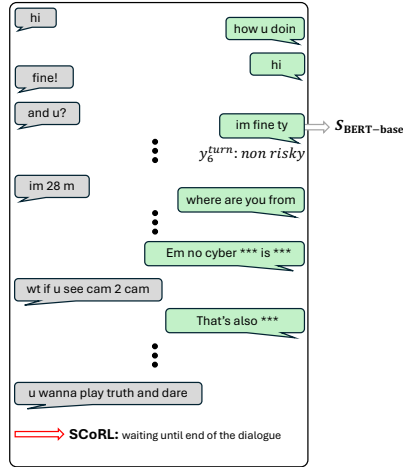 hi
how u doin
hi
fine!
and u?
im fine ty
S_BERT−base
y_6^turn: non risky
im 28 m
where are you from
Em no cyber *** is ***
wt if u see cam 2 cam
That's also ***
u wanna play truth and dare
SCoRL: waiting until end of the dialogue